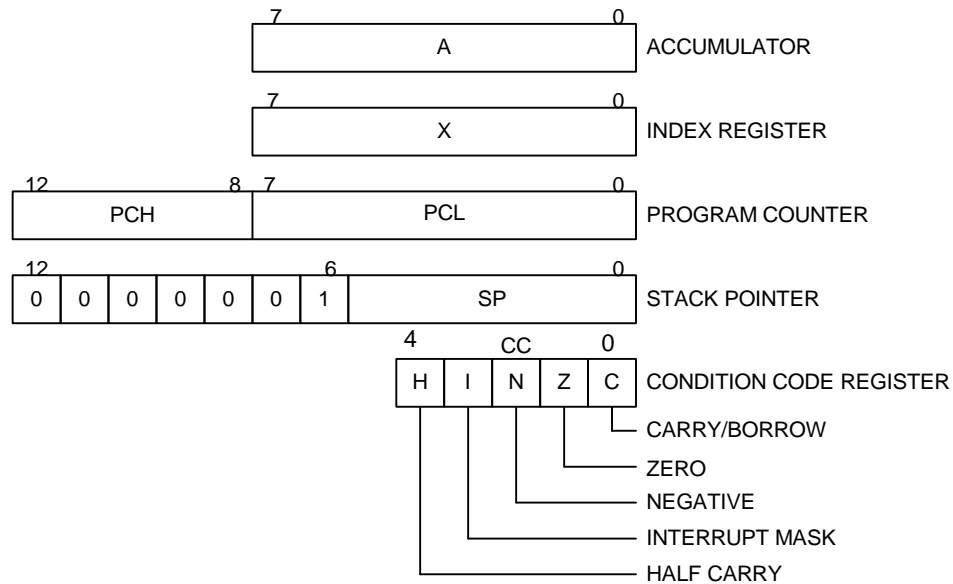 7 0
A ACCUMULATOR
7 0
X INDEX REGISTER
12 8 7 0
PCH PCL PROGRAM COUNTER
12 6 0
0 0 0 0 0 0 1 SP STACK POINTER
4 CC 0
H I N Z C CONDITION CODE REGISTER
CARRY/BORROW
ZERO
NEGATIVE
INTERRUPT MASK
HALF CARRY